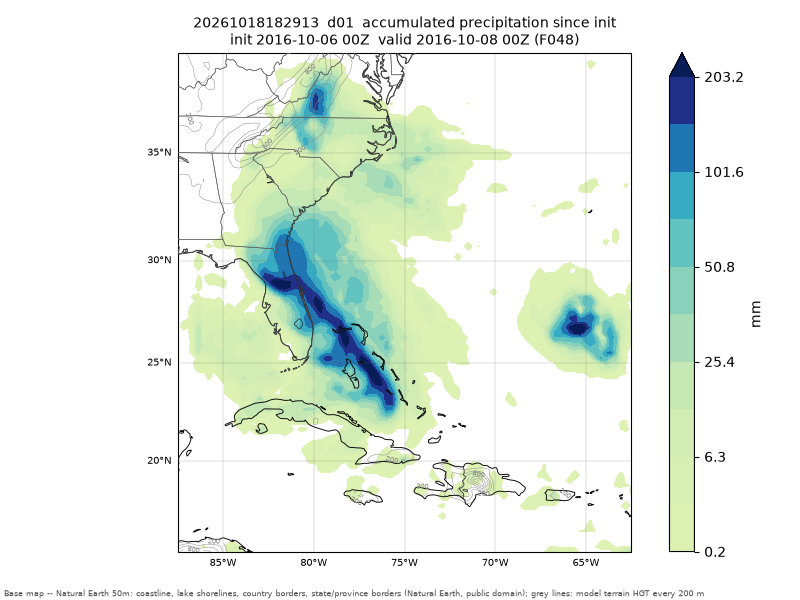 20261018182913  d01  accumulated precipitation since init
init 2016-10-06 00Z  valid 2016-10-08 00Z (F048)
35°N
30°N
25°N
20°N
85°W
80°W
75°W
70°W
65°W
203.2
101.6
50.8
25.4
6.3
0.2
mm
Base map -- Natural Earth 50m: coastline, lake shorelines, country borders, state/province borders (Natural Earth, public domain); grey lines: model terrain HGT every 200 m